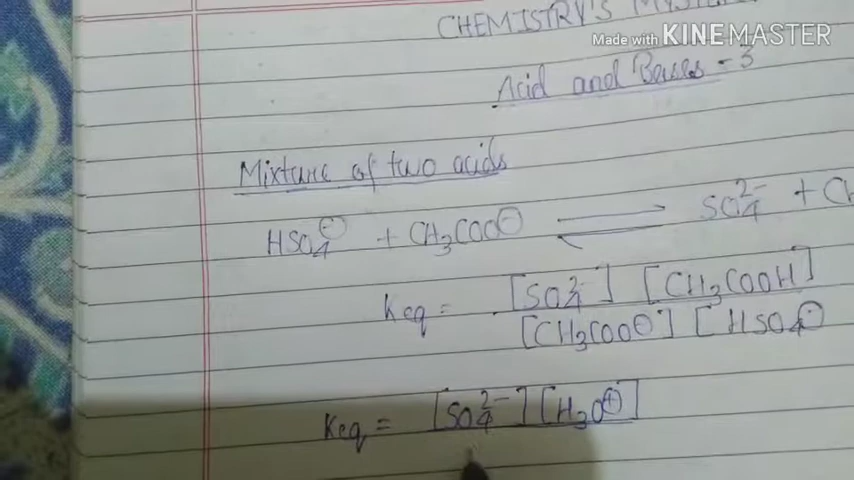 CHEMISTRY'S
Made with KINEMASTER
Acid and Bases - 3
Mixture of two acids
HSO₄⊖ + CH₃COO⊖ ⇌ SO₄²⁻ + CH
Keq = [SO₄²⁻] [CH₃COOH]
[CH₃COO⊖] [HSO₄⊖
Keq = [SO₄²⁻] [H₃O⊕]